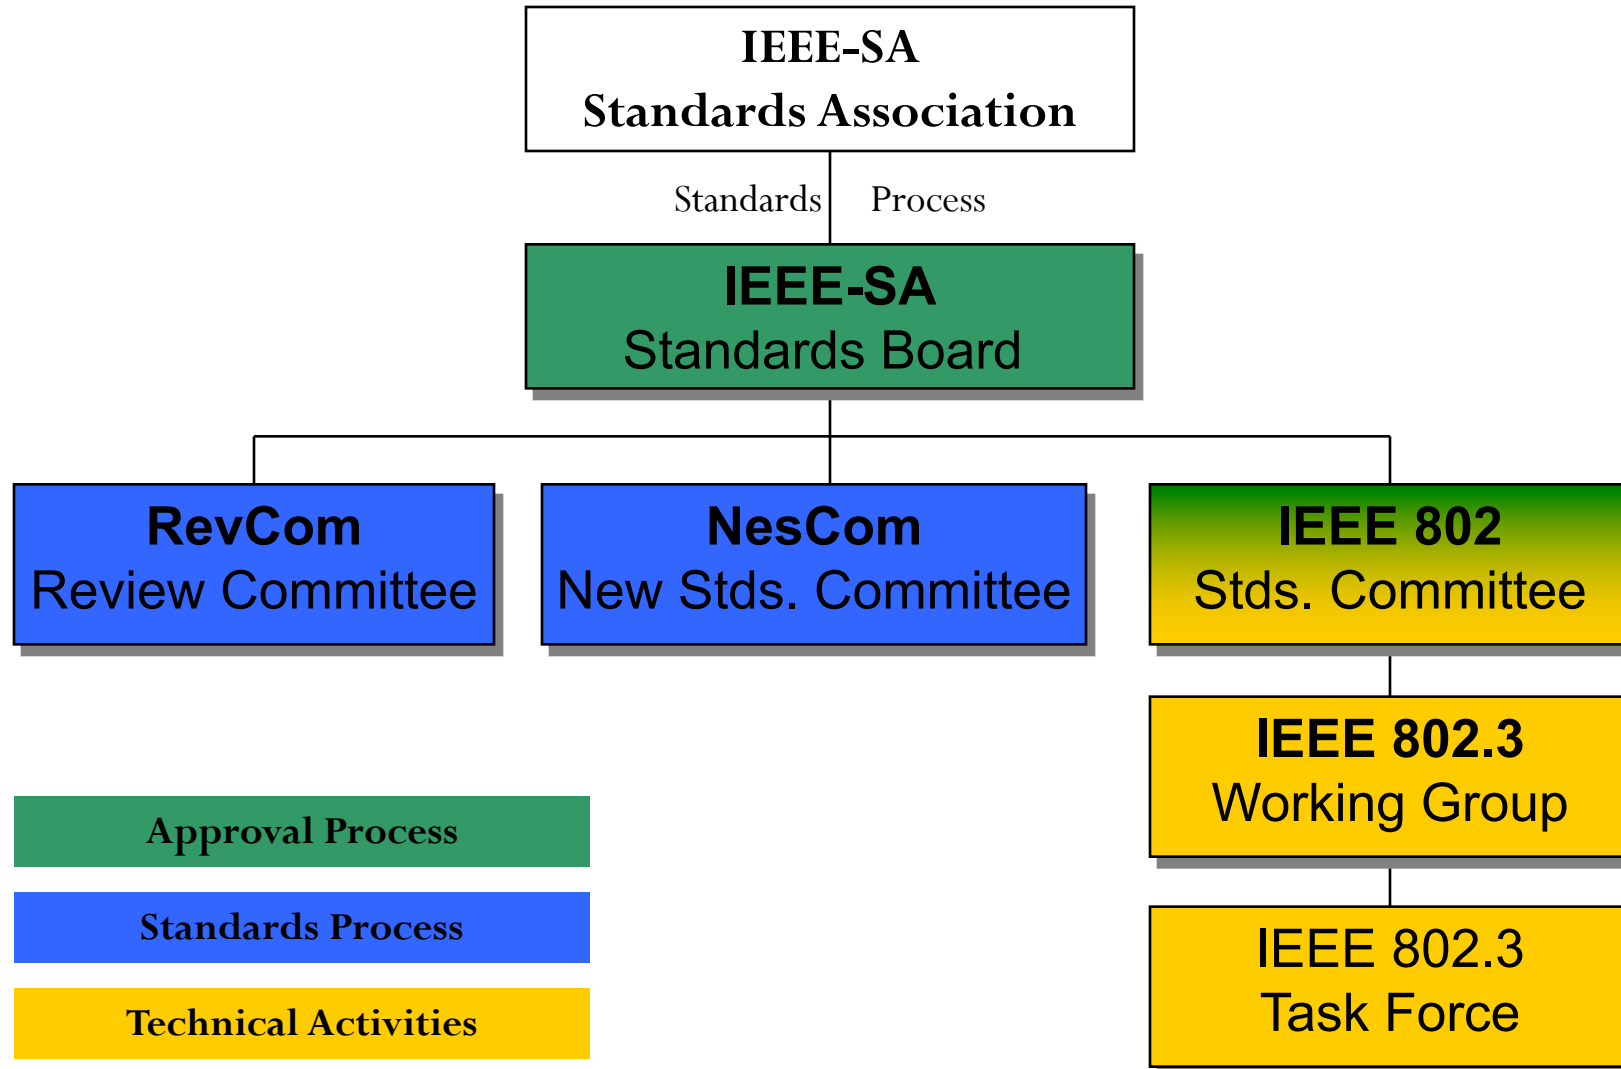 IEEE-SA
Standards Association
Standards Process
IEEE-SA
Standards Board
RevCom
Review Committee
NesCom
New Stds. Committee
IEEE 802
Stds. Committee
IEEE 802.3
Working Group
IEEE 802.3
Task Force
Approval Process
Standards Process
Technical Activities